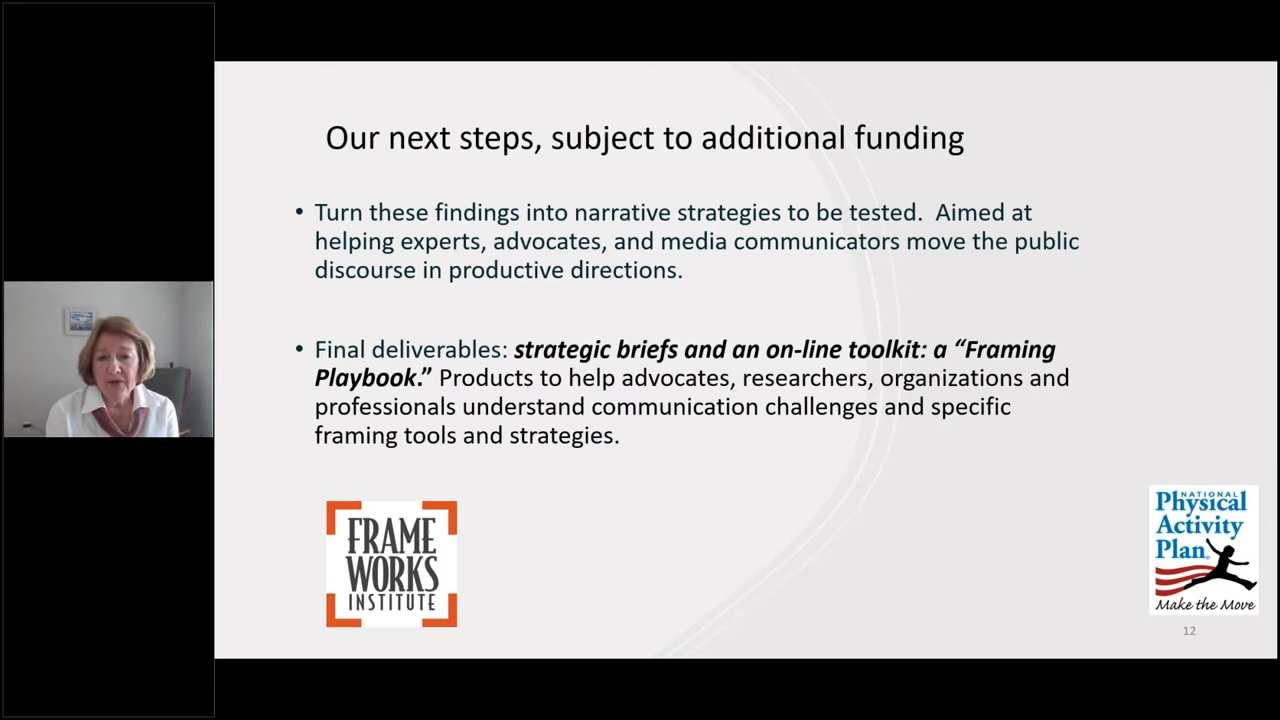 Our next steps, subject to additional funding
• Turn these findings into narrative strategies to be tested.  Aimed at
helping experts, advocates, and media communicators move the public
discourse in productive directions.
• Final deliverables: strategic briefs and an on-line toolkit: a “Framing
Playbook.” Products to help advocates, researchers, organizations and
professionals understand communication challenges and specific
framing tools and strategies.
FRAME
WORKS
INSTITUTE
NATIONAL
Physical
Activity
Plan®
Make the Move
12